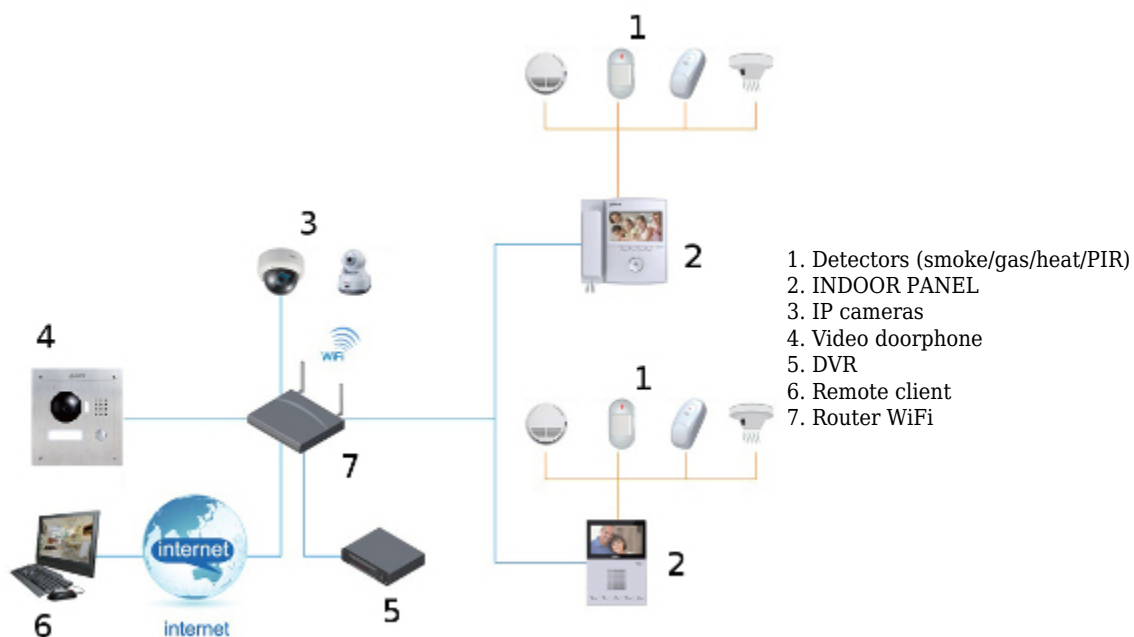 1
3
2
WiFi
4
7
1
internet
2
6
internet
5
1. Detectors (smoke/gas/heat/PIR)
2. INDOOR PANEL
3. IP cameras
4. Video doorphone
5. DVR
6. Remote client
7. Router WiFi